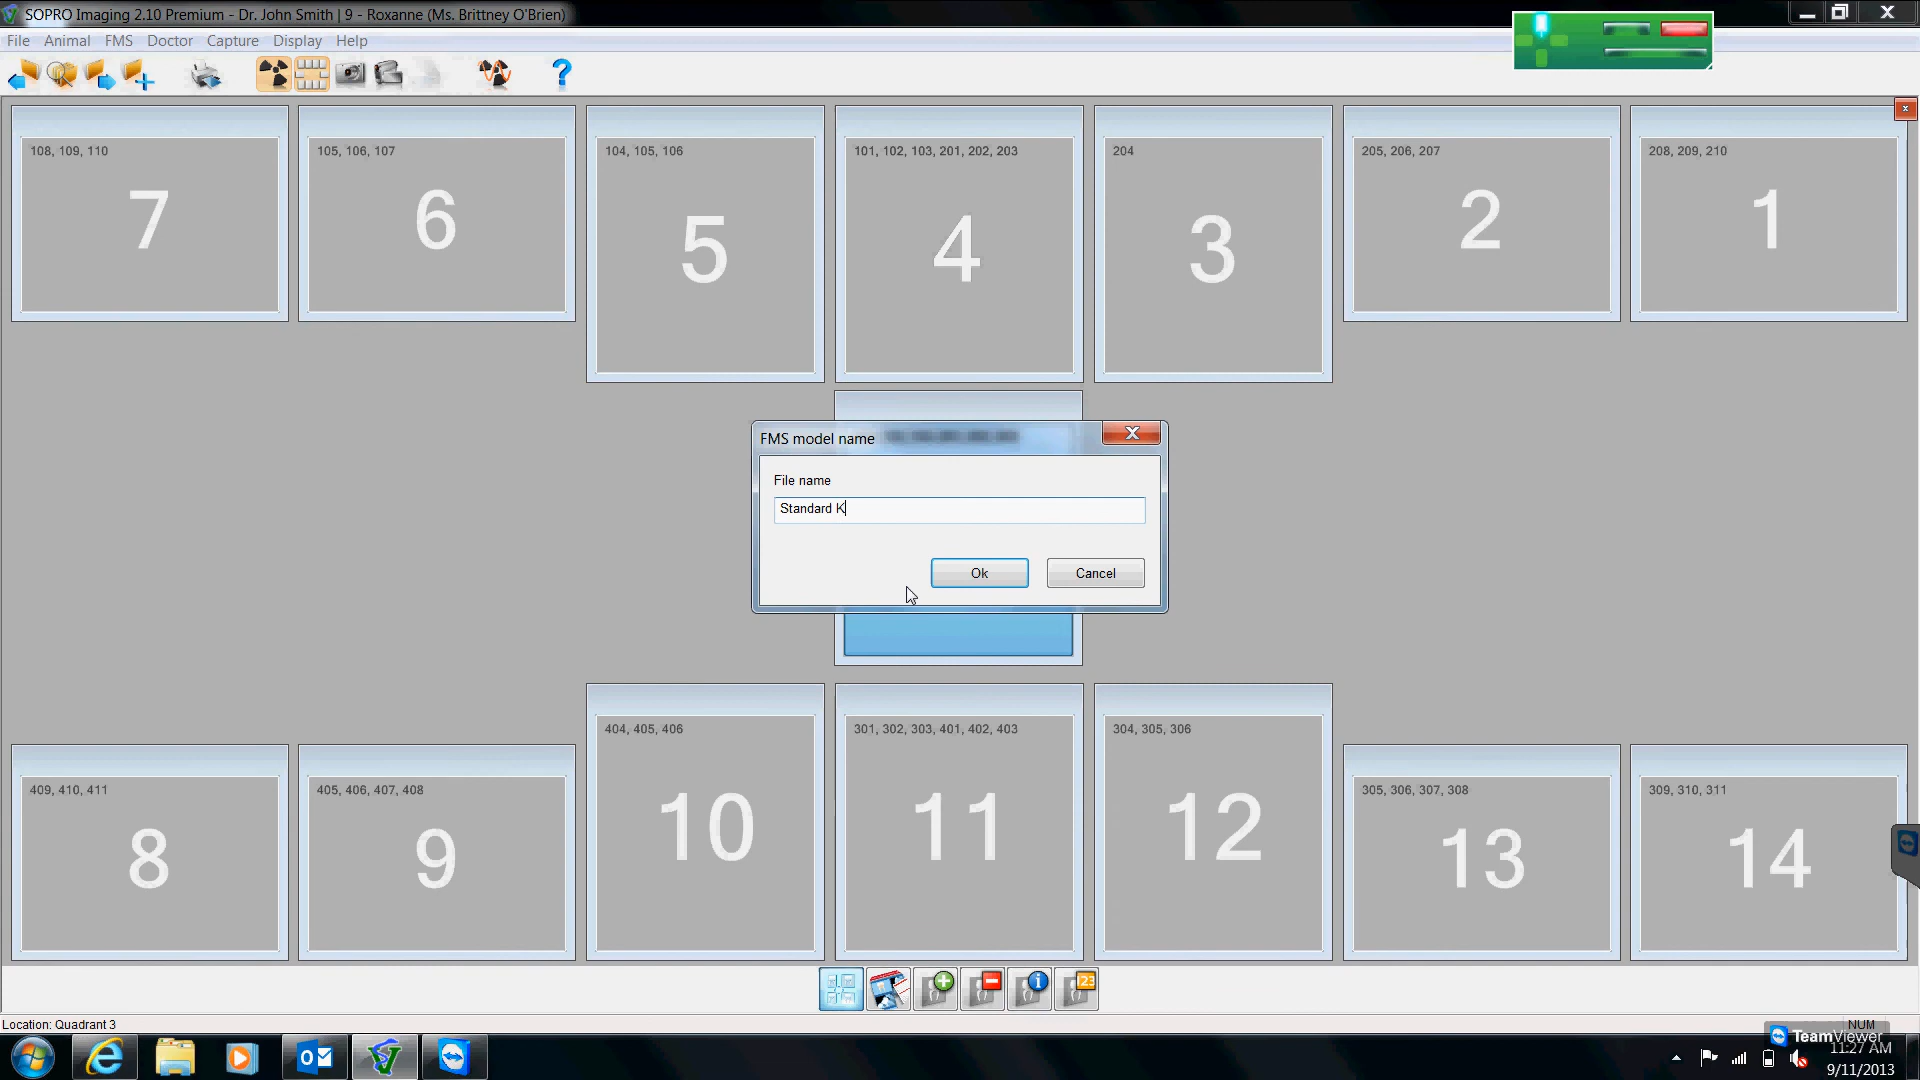 SOPRO Imaging 2.10 Premium - Dr. John Smith | 9 - Roxanne (Ms. Brittney O'Brien)
File Animal FMS Doctor Capture Display Help
108, 109, 110
7
105, 106, 107
6
104, 105, 106
5
101, 102, 103, 201, 202, 203
4
204
3
205, 206, 207
2
208, 209, 210
1
FMS model name
File name
Standard K
Ok
Cancel
409, 410, 411
8
405, 406, 407, 408
9
404, 405, 406
10
301, 302, 303, 401, 402, 403
11
304, 305, 306
12
305, 306, 307, 308
13
309, 310, 311
14
123
Location: Quadrant 3
NUM
TeamViewer
11:27 AM
9/11/2013